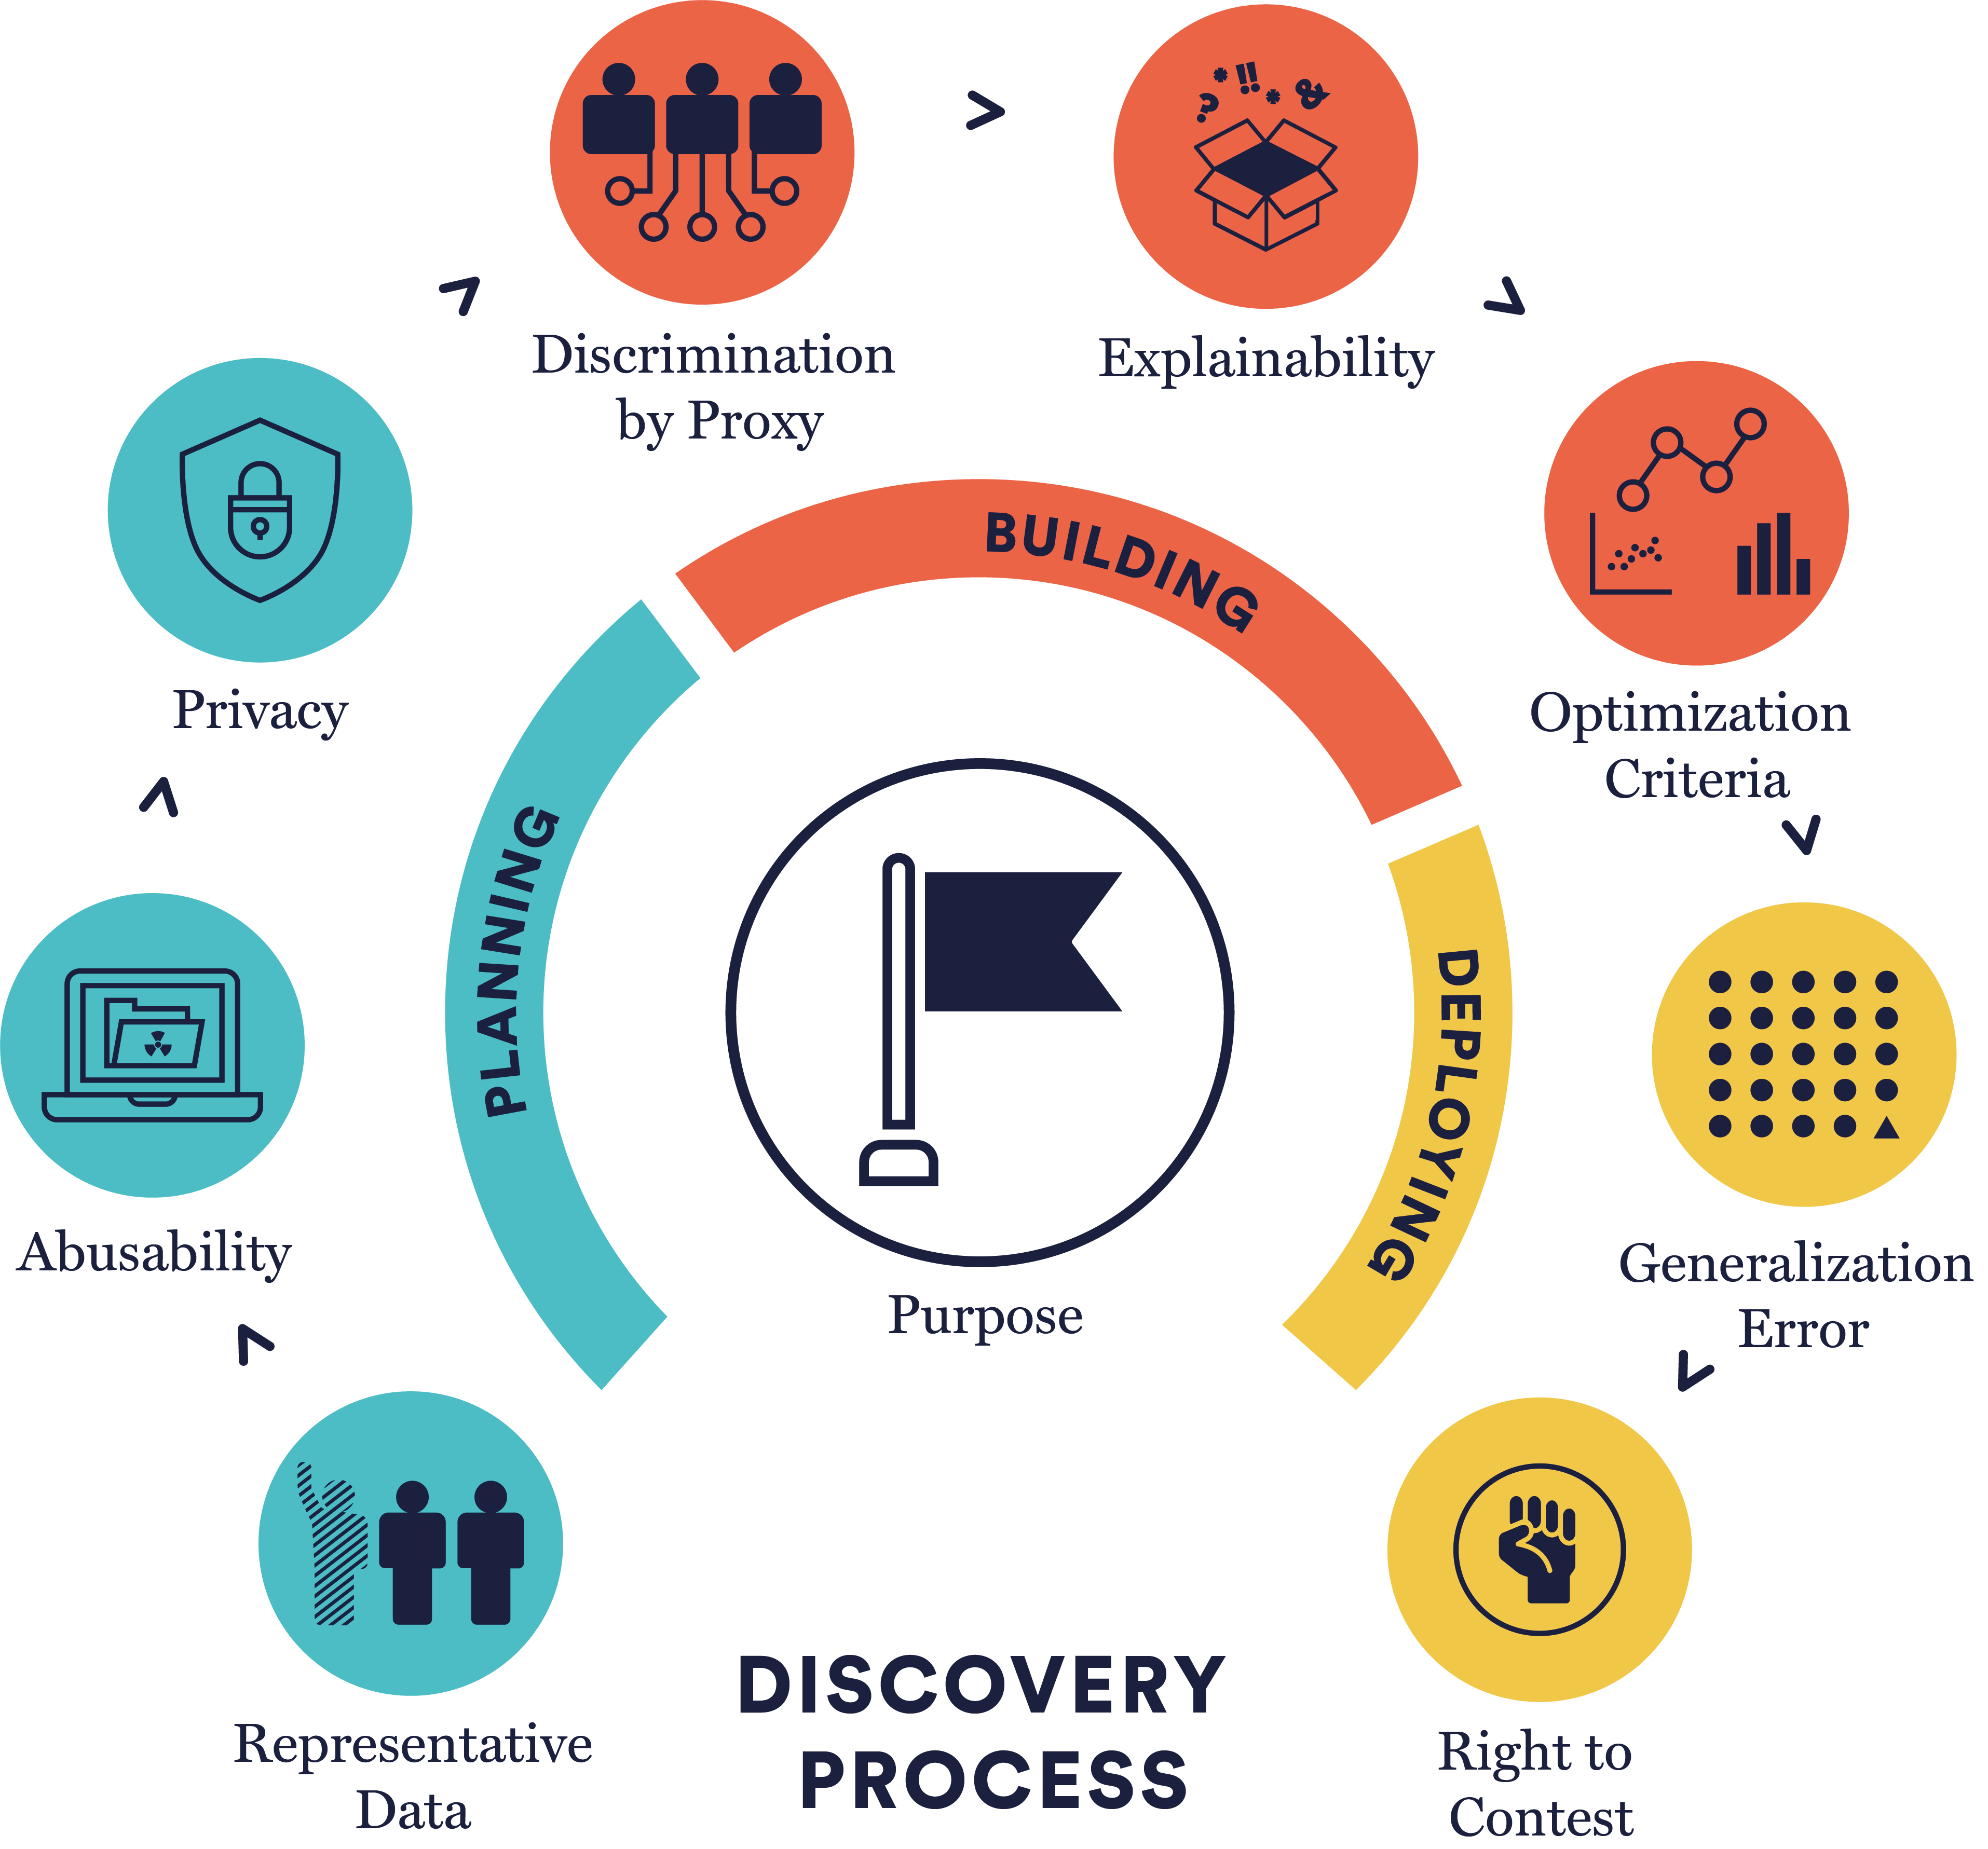 Discrimination
by Proxy
Explainability
Privacy
Optimization
Criteria
BUILDING
PLANNING
DEPLOYING
Abusability
Generalization
Error
Purpose
Representative
Data
Right to
Contest
DISCOVERY
PROCESS